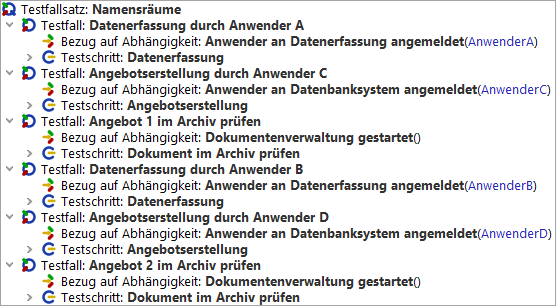 Testfallsatz: Namensräume
Testfall: Datenerfassung durch Anwender A
Bezug auf Abhängigkeit: Anwender an Datenerfassung angemeldet(AnwenderA)
Testschritt: Datenerfassung
Testfall: Angebotserstellung durch Anwender C
Bezug auf Abhängigkeit: Anwender an Datenbanksystem angemeldet(AnwenderC)
Testschritt: Angebotserstellung
Testfall: Angebot 1 im Archiv prüfen
Bezug auf Abhängigkeit: Dokumentenverwaltung gestartet()
Testschritt: Dokument im Archiv prüfen
Testfall: Datenerfassung durch Anwender B
Bezug auf Abhängigkeit: Anwender an Datenbanksystem angemeldet(AnwenderB)
Testschritt: Datenerfassung
Testfall: Angebotserstellung durch Anwender D
Bezug auf Abhängigkeit: Anwender an Datenbanksystem angemeldet(AnwenderD)
Testschritt: Angebotserstellung
Testfall: Angebot 2 im Archiv prüfen
Bezug auf Abhängigkeit: Dokumentenverwaltung gestartet()
Testschritt: Dokument im Archiv prüfen